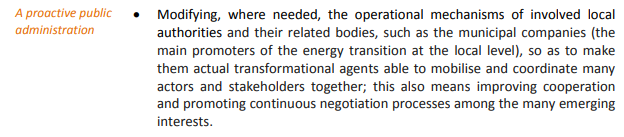 A proactive public
administration
• Modifying, where needed, the operational mechanisms of involved local
authorities and their related bodies, such as the municipal companies (the
main promoters of the energy transition at the local level), so as to make
them actual transformational agents able to mobilise and coordinate many
actors and stakeholders together; this also means improving cooperation
and promoting continuous negotiation processes among the many emerging
interests.